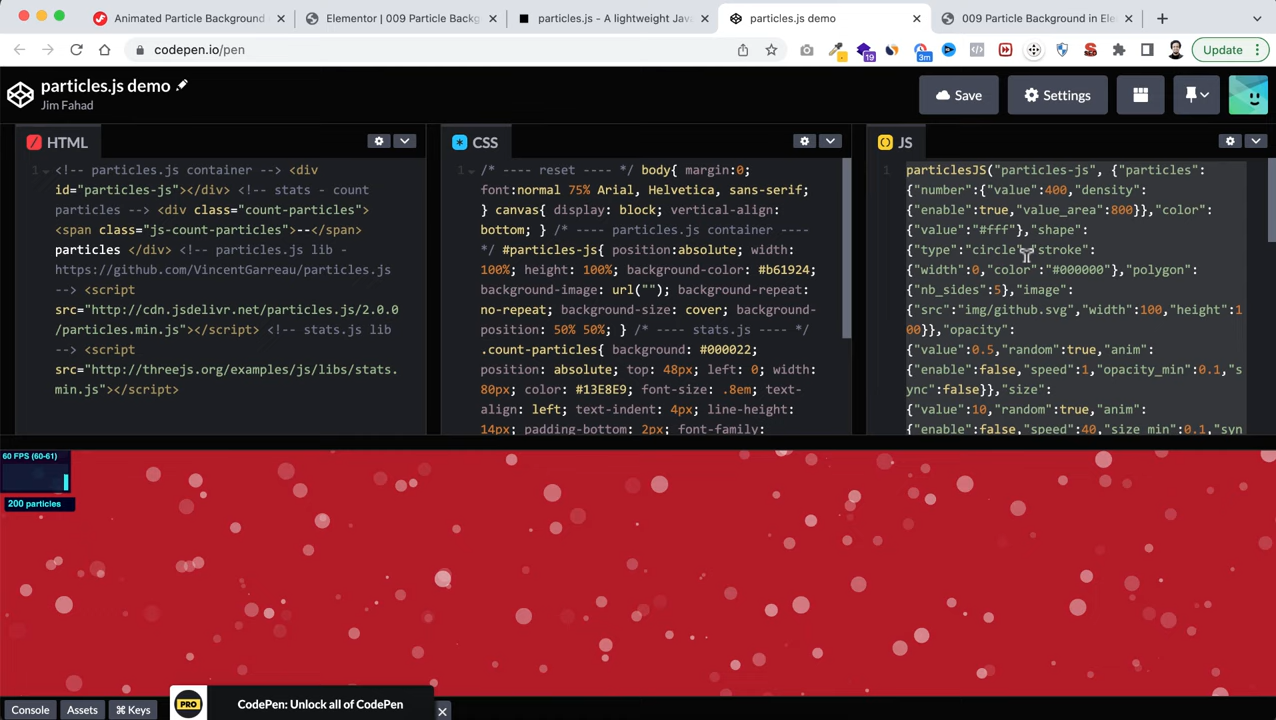 Animated Particle Background
Elementor | 009 Particle Backg
particles.js - A lightweight Jav
particles.js demo
009 Particle Background in Ele
codepen.io/pen
19
3m
Update
particles.js demo
Jim Fahad
Save
Settings
HTML
1
<!-- particles.js container --> <div
id="particles-js"></div> <!-- stats - count
particles --> <div class="count-particles">
<span class="js-count-particles">--</span>
particles </div> <!-- particles.js lib -
https://github.com/VincentGarreau/particles.js
--> <script
src="http://cdn.jsdelivr.net/particles.js/2.0.0
/particles.min.js"></script> <!-- stats.js lib
--> <script
src="http://threejs.org/examples/js/libs/stats.
min.js"></script>
CSS
1
/* ---- reset ---- */ body{ margin:0;
font:normal 75% Arial, Helvetica, sans-serif;
} canvas{ display: block; vertical-align:
bottom; } /* ---- particles.js container ----
*/ #particles-js{ position:absolute; width:
100%; height: 100%; background-color: #b61924;
background-image: url(""); background-repeat:
no-repeat; background-size: cover; background-
position: 50% 50%; } /* ---- stats.js ---- */
.count-particles{ background: #000022;
position: absolute; top: 48px; left: 0; width:
80px; color: #13E8E9; font-size: .8em; text-
align: left; text-indent: 4px; line-height:
14px; padding-bottom: 2px; font-family:
JS
1
particlesJS("particles-js", {"particles":
{"number":{"value":400,"density":
{"enable":true,"value_area":800}},"color":
{"value":"#fff"},"shape":
{"type":"circle","stroke":
{"width":0,"color":"#000000"},"polygon":
{"nb_sides":5},"image":
{"src":"img/github.svg","width":100,"height":1
00}},"opacity":
{"value":0.5,"random":true,"anim":
{"enable":false,"speed":1,"opacity_min":0.1,"s
ync":false}},"size":
{"value":10,"random":true,"anim":
{"enable":false,"speed":40,"size_min":0.1,"syn
60 FPS (60-61)
200 particles
Console
Assets
⌘ Keys
PRO
CodePen: Unlock all of CodePen